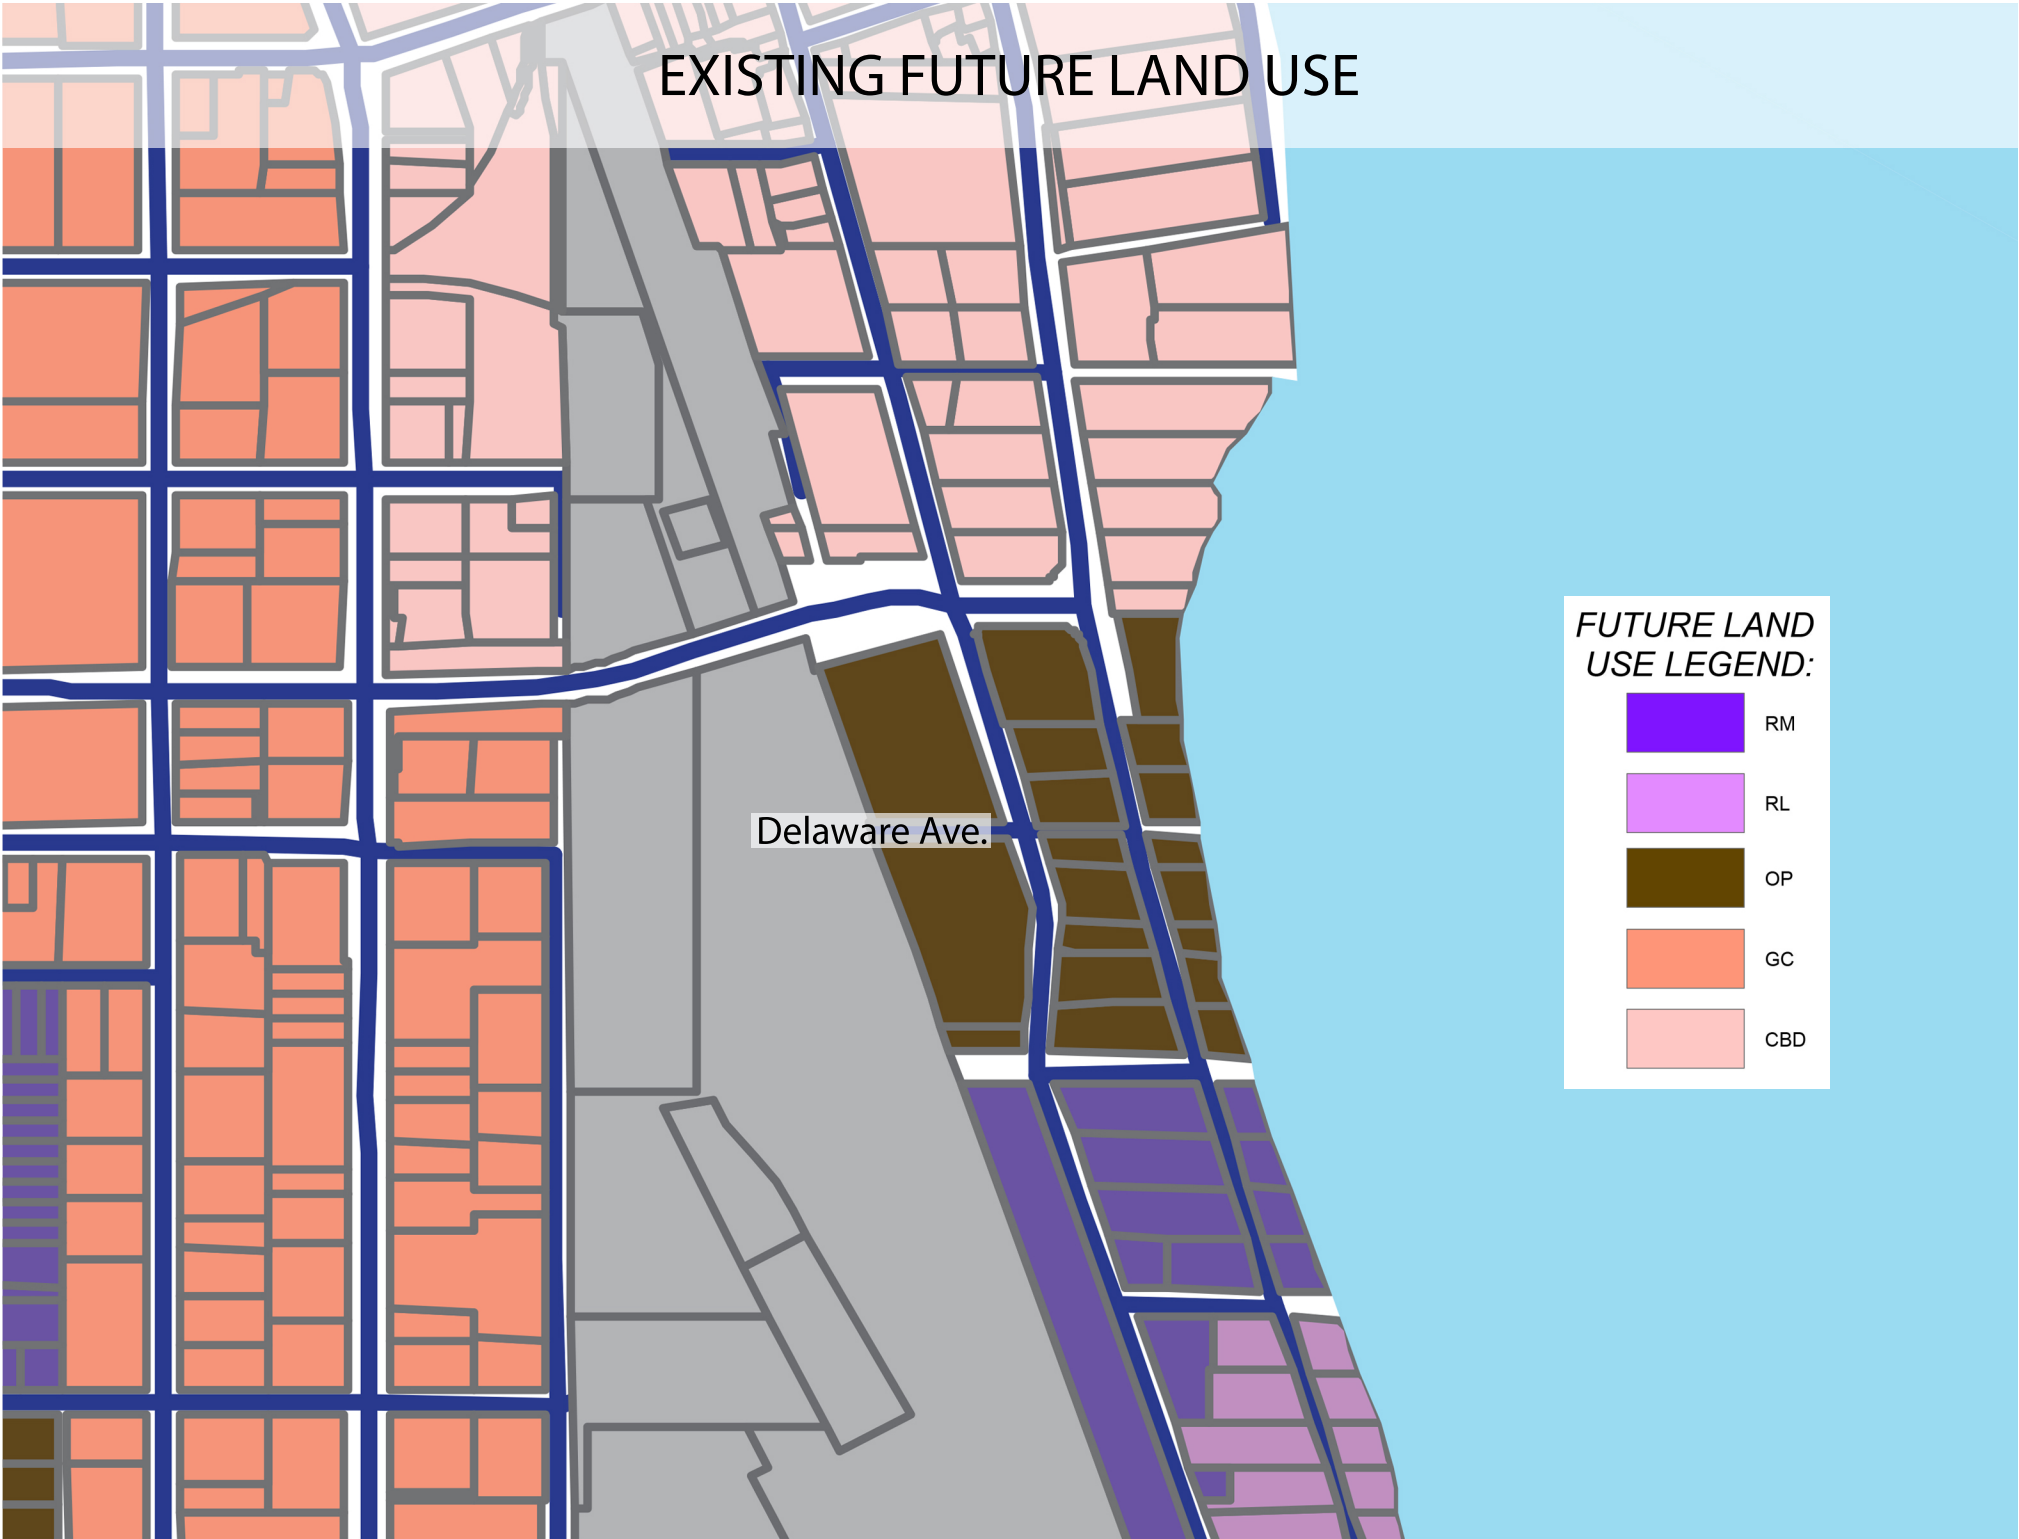 EXISTING FUTURE LAND USE
FUTURE LAND
USE LEGEND:
RM
RL
Delaware Ave.
OP
GC
CBD